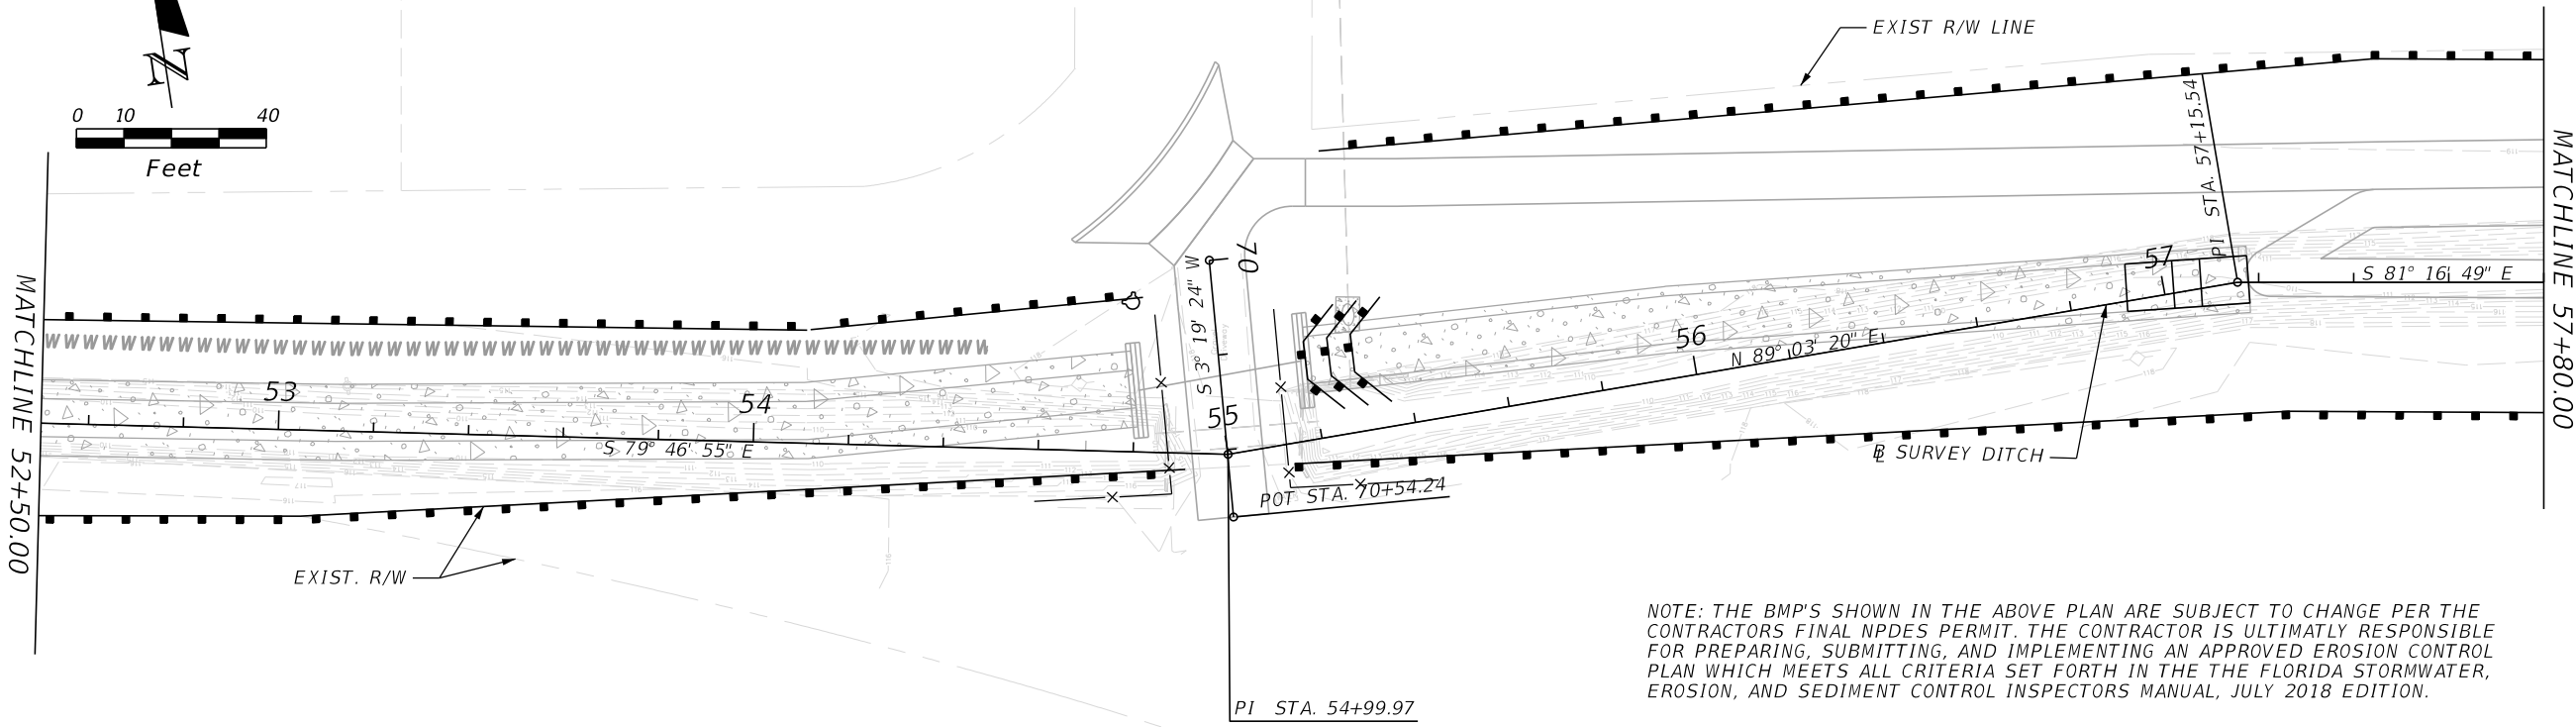 N
0 10 40
Feet
EXIST R/W LINE
MATCHLINE 52+50.00
MATCHLINE 57+80.00
STA. 57+15.54
PI
70
S 3° 19' 24" W
53
54
55
56
57
S 79° 46' 55" E
N 89° 03' 20" E
S 81° 16' 49" E
POT STA. 70+54.24
BL SURVEY DITCH
EXIST. R/W
PI STA. 54+99.97
NOTE: THE BMP'S SHOWN IN THE ABOVE PLAN ARE SUBJECT TO CHANGE PER THE
CONTRACTORS FINAL NPDES PERMIT. THE CONTRACTOR IS ULTIMATLY RESPONSIBLE
FOR PREPARING, SUBMITTING, AND IMPLEMENTING AN APPROVED EROSION CONTROL
PLAN WHICH MEETS ALL CRITERIA SET FORTH IN THE THE FLORIDA STORMWATER,
EROSION, AND SEDIMENT CONTROL INSPECTORS MANUAL, JULY 2018 EDITION.